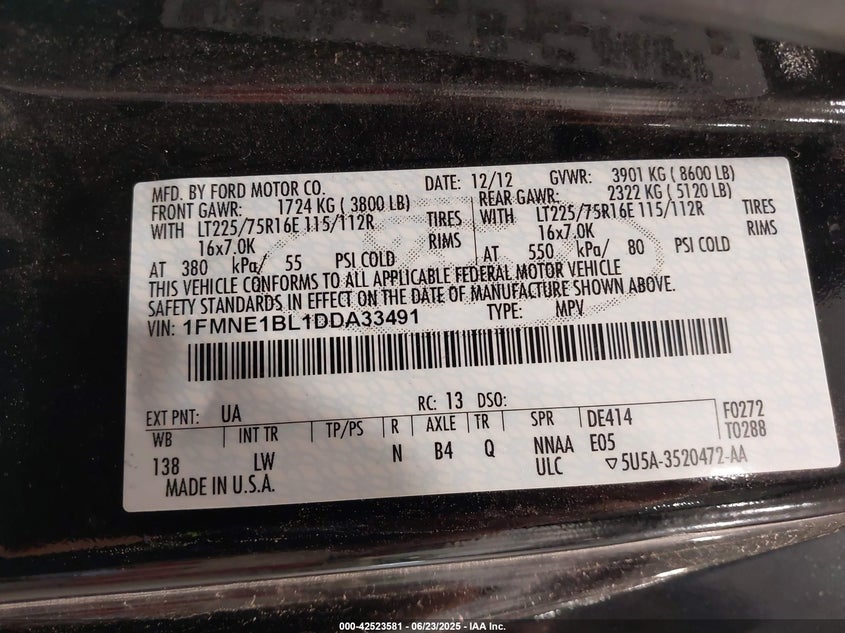 MFD. BY FORD MOTOR CO. DATE: 12/12 GVWR: 3901 KG ( 8600 LB)
FRONT GAWR: 1724 KG ( 3800 LB) REAR GAWR: 2322 KG ( 5120 LB)
WITH LT225/75R16E 115/112R TIRES WITH LT225/75R16E 115/112R TIRES
16x7.0K RIMS 16x7.0K RIMS
AT 380 kPa/ 55 PSI COLD AT 550 kPa/ 80 PSI COLD
THIS VEHICLE CONFORMS TO ALL APPLICABLE FEDERAL MOTOR VEHICLE
SAFETY STANDARDS IN EFFECT ON THE DATE OF MANUFACTURE SHOWN ABOVE.
VIN: 1FMNE1BL1DDA33491 TYPE: MPV
EXT PNT: UA RC: 13 DSO:
WB INT TR TP/PS R AXLE TR SPR DE414 F0272
138 LW N B4 Q NNAA E05 T0288
ULC ▽5U5A-3520472-AA
MADE IN U.S.A.
000-42523581 - 06/23/2025 - IAA Inc.